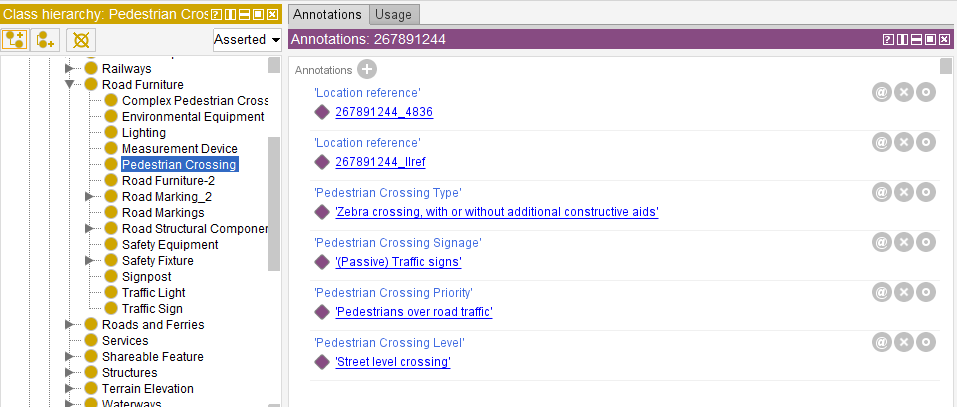 Class hierarchy: Pedestrian Cros
Asserted
Railways
Road Furniture
Complex Pedestrian Cross
Environmental Equipment
Lighting
Measurement Device
Pedestrian Crossing
Road Furniture-2
Road Marking_2
Road Markings
Road Structural Compone
Safety Equipment
Safety Fixture
Signpost
Traffic Light
Traffic Sign
Roads and Ferries
Services
Shareable Feature
Structures
Terrain Elevation
Waterways
Annotations Usage
Annotations: 267891244
Annotations
'Location reference'
267891244_4836
'Location reference'
267891244_llref
'Pedestrian Crossing Type'
'Zebra crossing, with or without additional constructive aids'
'Pedestrian Crossing Signage'
'(Passive) Traffic signs'
'Pedestrian Crossing Priority'
'Pedestrians over road traffic'
'Pedestrian Crossing Level'
'Street level crossing'